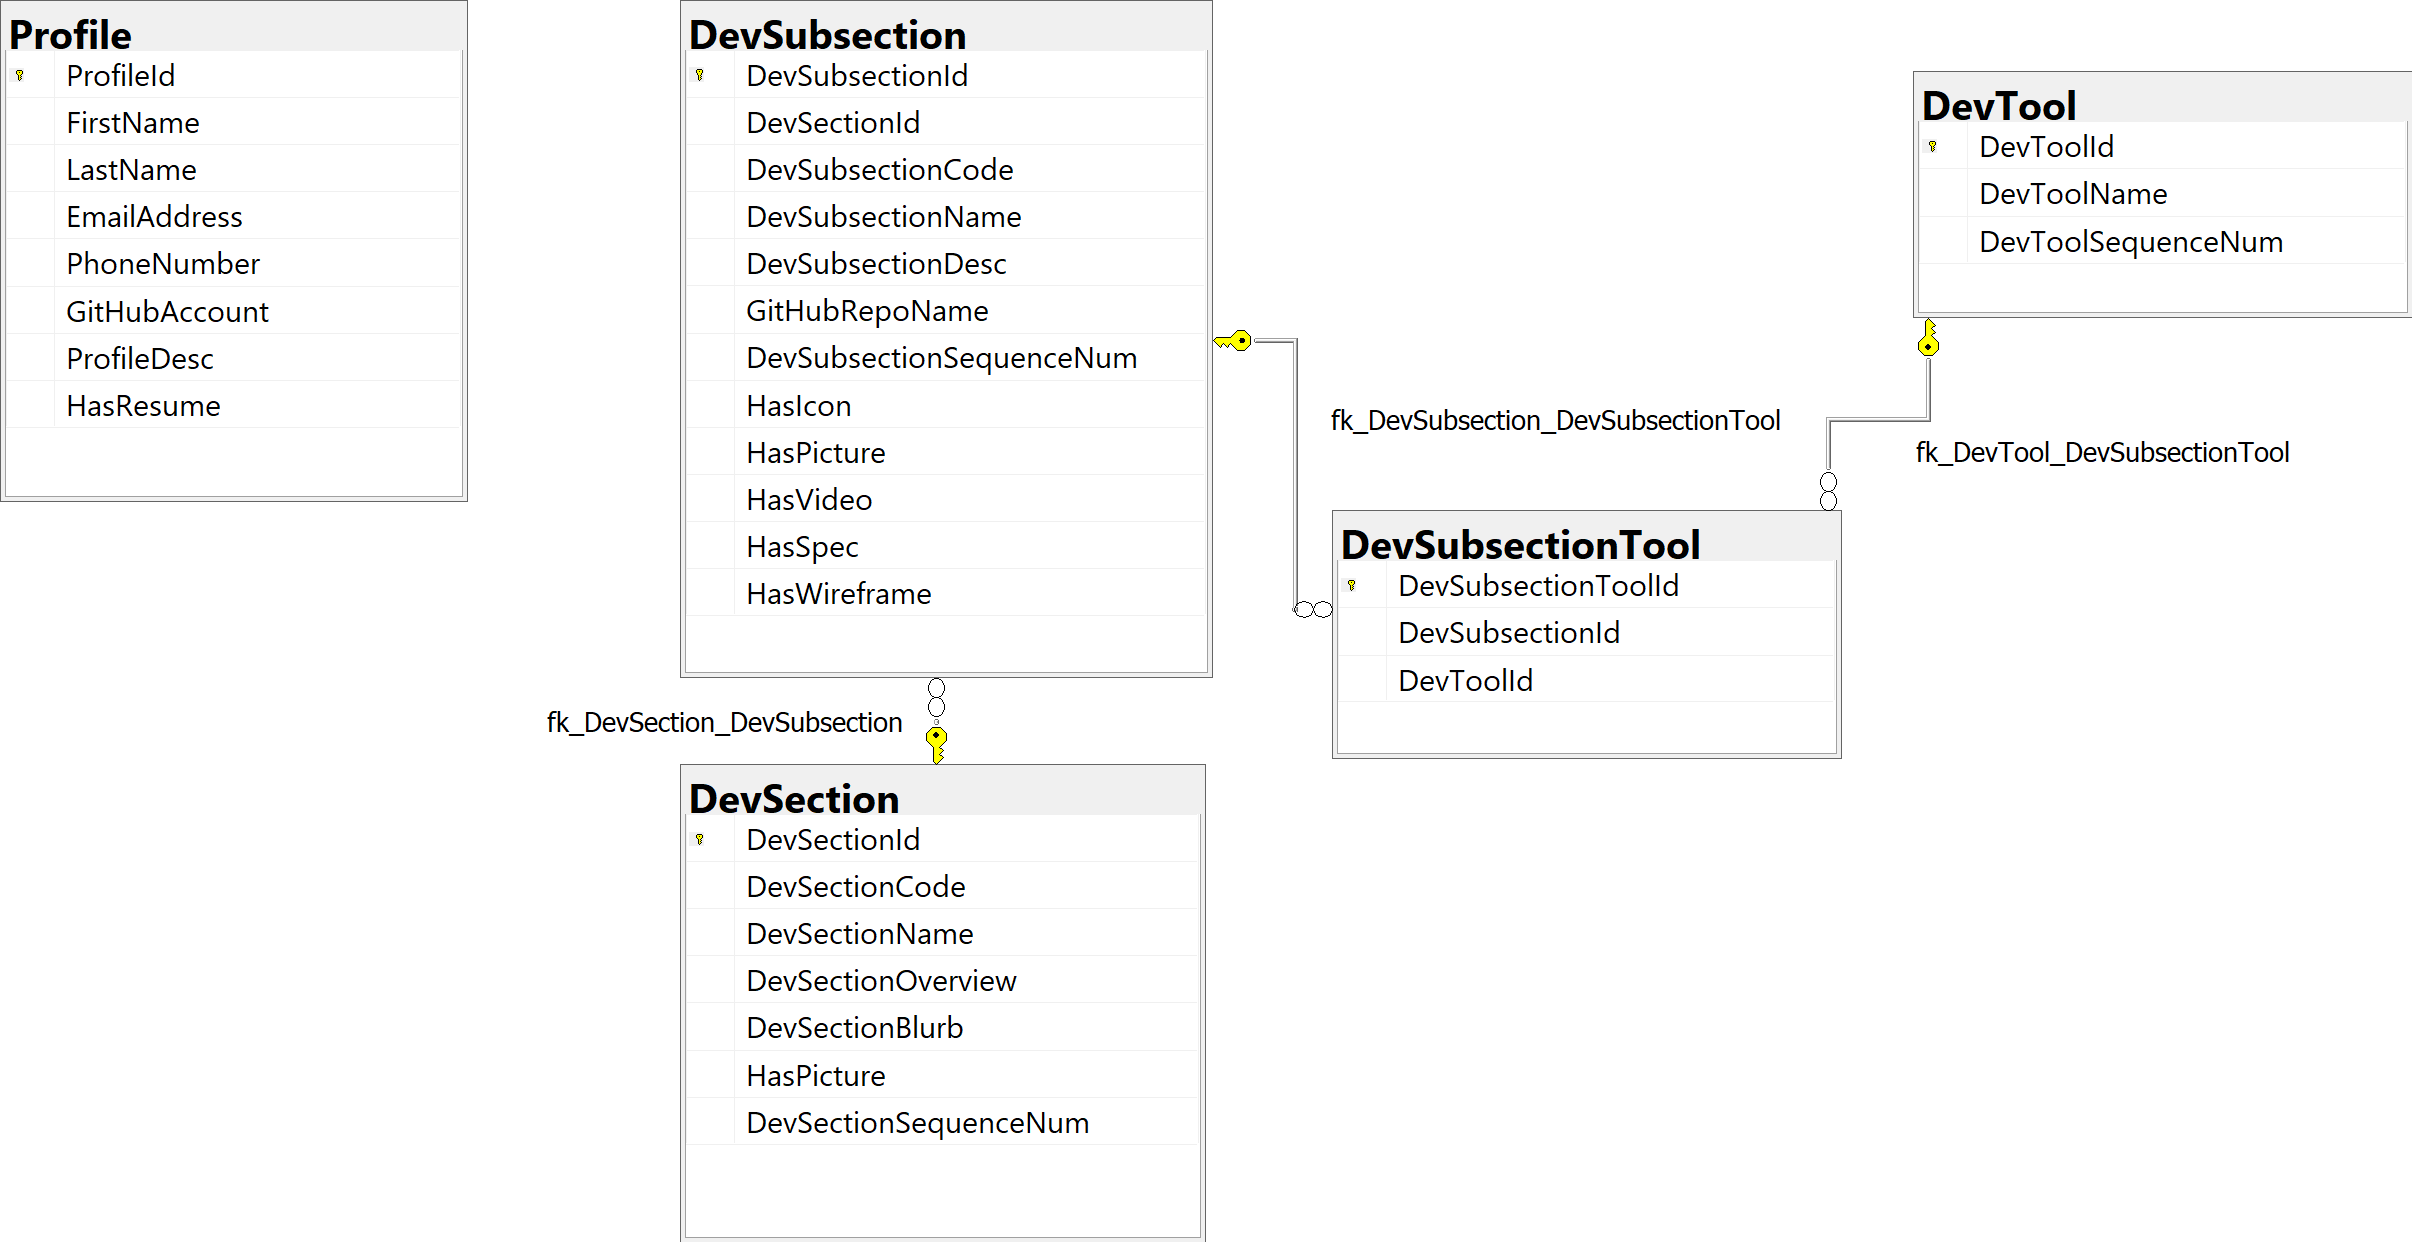 Profile
ProfileId
FirstName
LastName
EmailAddress
PhoneNumber
GitHubAccount
ProfileDesc
HasResume
DevSubsection
DevSubsectionId
DevSectionId
DevSubsectionCode
DevSubsectionName
DevSubsectionDesc
GitHubRepoName
DevSubsectionSequenceNum
HasIcon
HasPicture
HasVideo
HasSpec
HasWireframe
DevTool
DevToolId
DevToolName
DevToolSequenceNum
fk_DevSubsection_DevSubsectionTool
fk_DevTool_DevSubsectionTool
DevSubsectionTool
DevSubsectionToolId
DevSubsectionId
DevToolId
fk_DevSection_DevSubsection
DevSection
DevSectionId
DevSectionCode
DevSectionName
DevSectionOverview
DevSectionBlurb
HasPicture
DevSectionSequenceNum